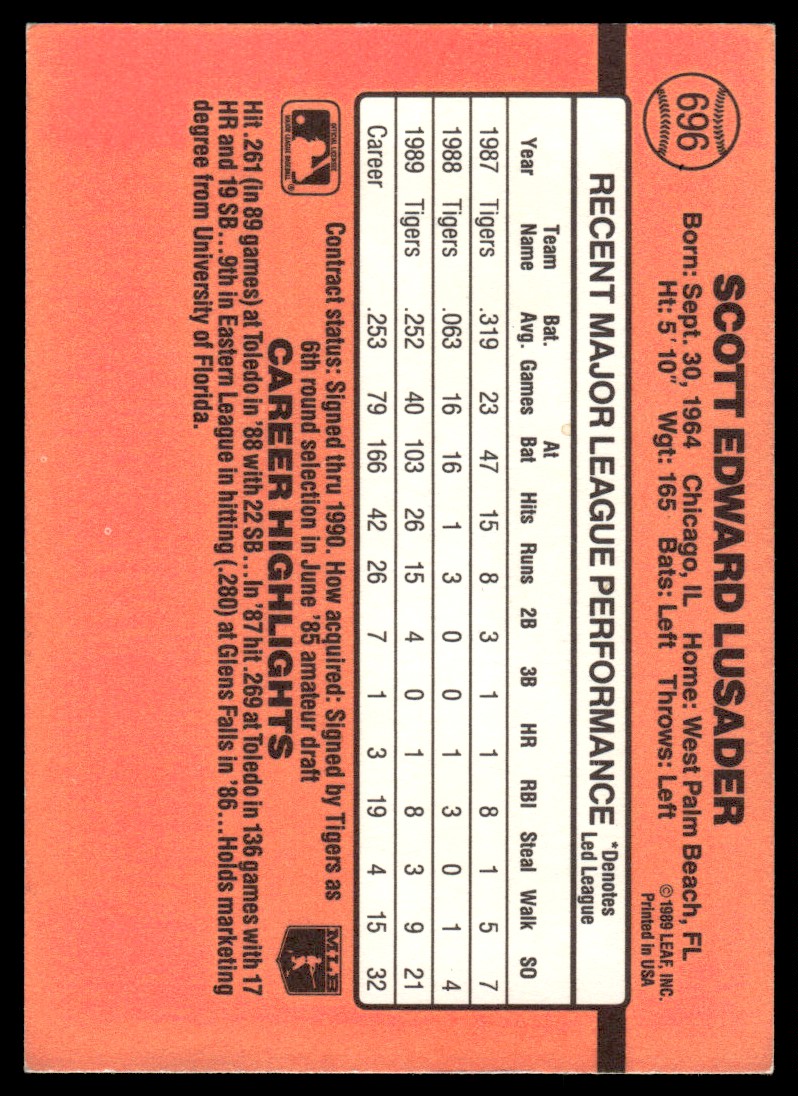 696
SCOTT EDWARD LUSADER
Born: Sept. 30, 1964 Chicago, IL Home: West Palm Beach, FL
Ht: 5' 10" Wgt: 165 Bats: Left Throws: Left
©1989 LEAF, INC.
Printed in USA
RECENT MAJOR LEAGUE PERFORMANCE *Denotes Led League
Year Team Name Bat. Avg. Games At Bat Hits Runs 2B 3B HR RBI Steal Walk SO
1987 Tigers .319 23 47 15 8 3 1 1 8 1 5 7
1988 Tigers .063 16 16 1 3 0 0 1 3 0 1 4
1989 Tigers .252 40 103 26 15 4 0 1 8 3 9 21
Career .253 79 166 42 26 7 1 3 19 4 15 32
OFFICIAL LICENSEE
MAJOR LEAGUE BASEBALL
®
Contract status: Signed thru 1990. How acquired: Signed by Tigers as
6th round selection in June '85 amateur draft
MLB
CAREER HIGHLIGHTS
Hit .261 (in 89 games) at Toledo in '88 with 22 SB...In '87 hit .269 at Toledo in 136 games with 17
HR and 19 SB...9th in Eastern League in hitting (.280) at Glens Falls in '86...Holds marketing
degree from University of Florida.